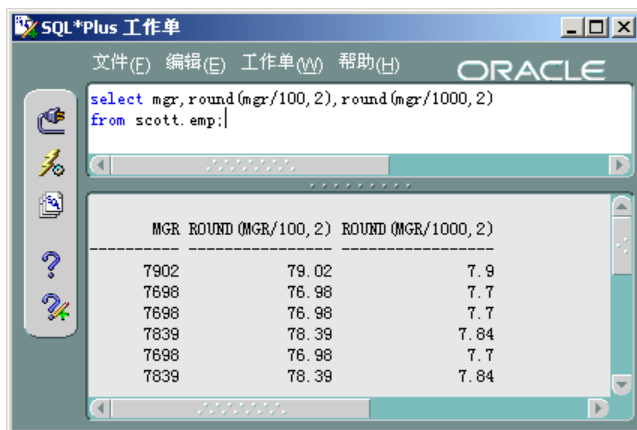 SQL*Plus 工作单
文件(F) 编辑(E) 工作单(W) 帮助(H)
ORACLE
select mgr,round(mgr/100,2),round(mgr/1000,2)
from scott.emp;
MGR ROUND(MGR/100,2) ROUND(MGR/1000,2)
---------- ---------------- -----------------
7902 79.02 7.9
7698 76.98 7.7
7698 76.98 7.7
7839 78.39 7.84
7698 76.98 7.7
7839 78.39 7.84